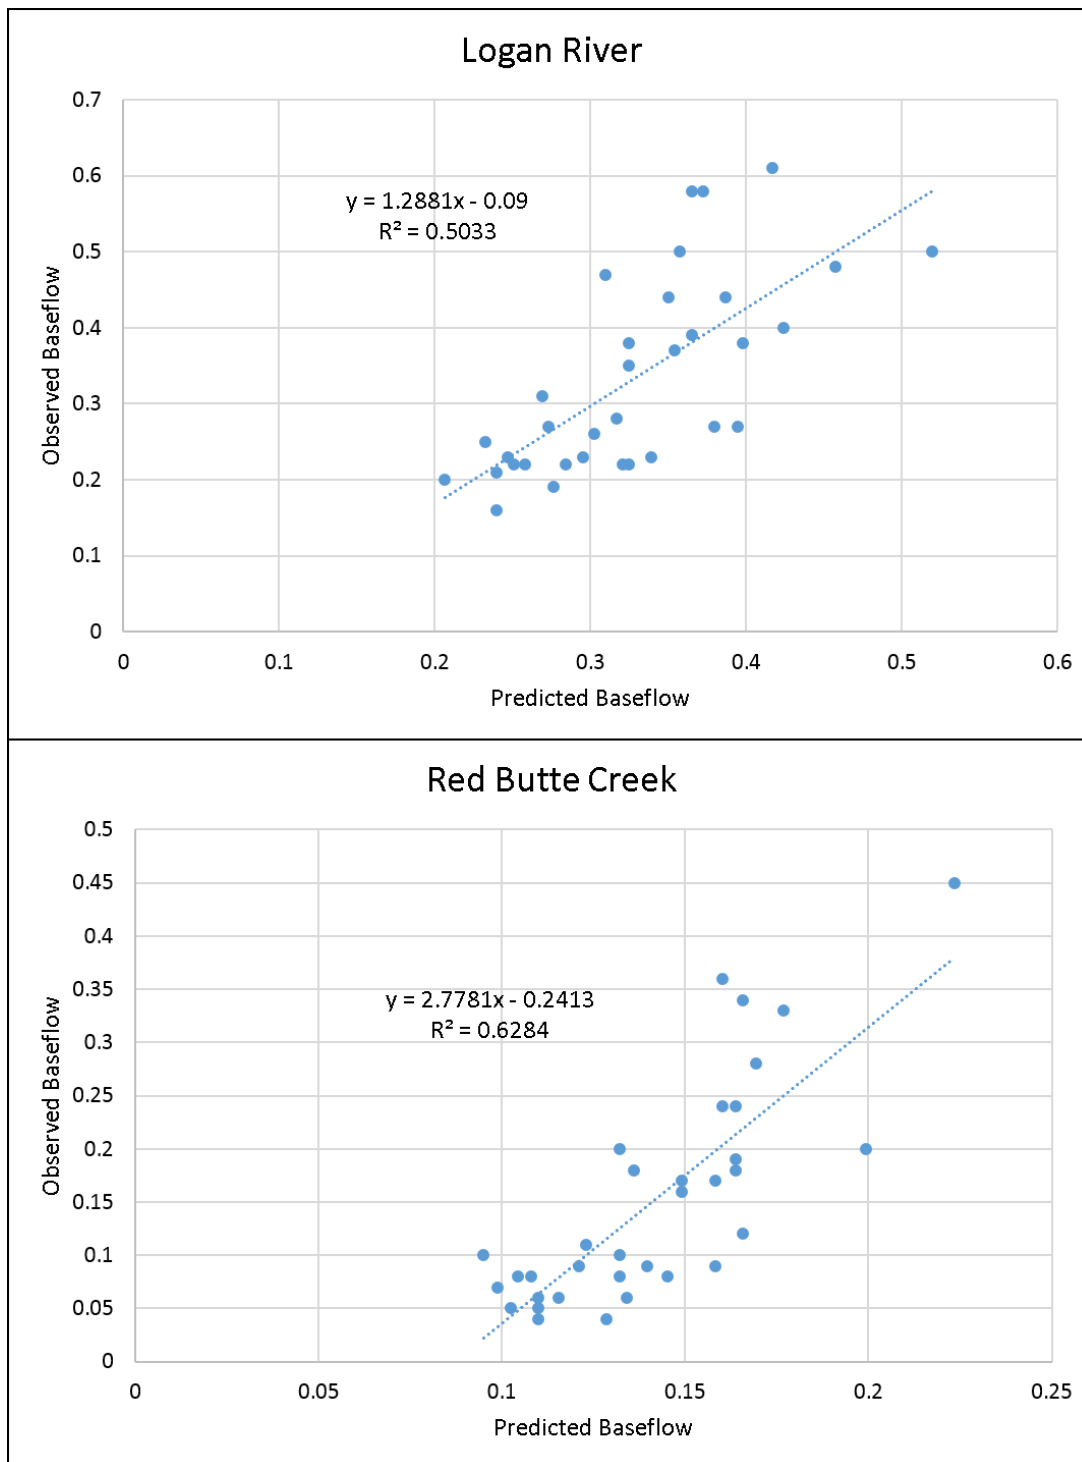 Logan River
0.7
0.6
0.5
0.4
0.3
0.2
0.1
0
Observed Baseflow
y = 1.2881x - 0.09
R² = 0.5033
0 0.1 0.2 0.3 0.4 0.5 0.6
Predicted Baseflow
Red Butte Creek
0.5
0.45
0.4
0.35
0.3
0.25
0.2
0.15
0.1
0.05
0
Observed Baseflow
y = 2.7781x - 0.2413
R² = 0.6284
0 0.05 0.1 0.15 0.2 0.25
Predicted Baseflow